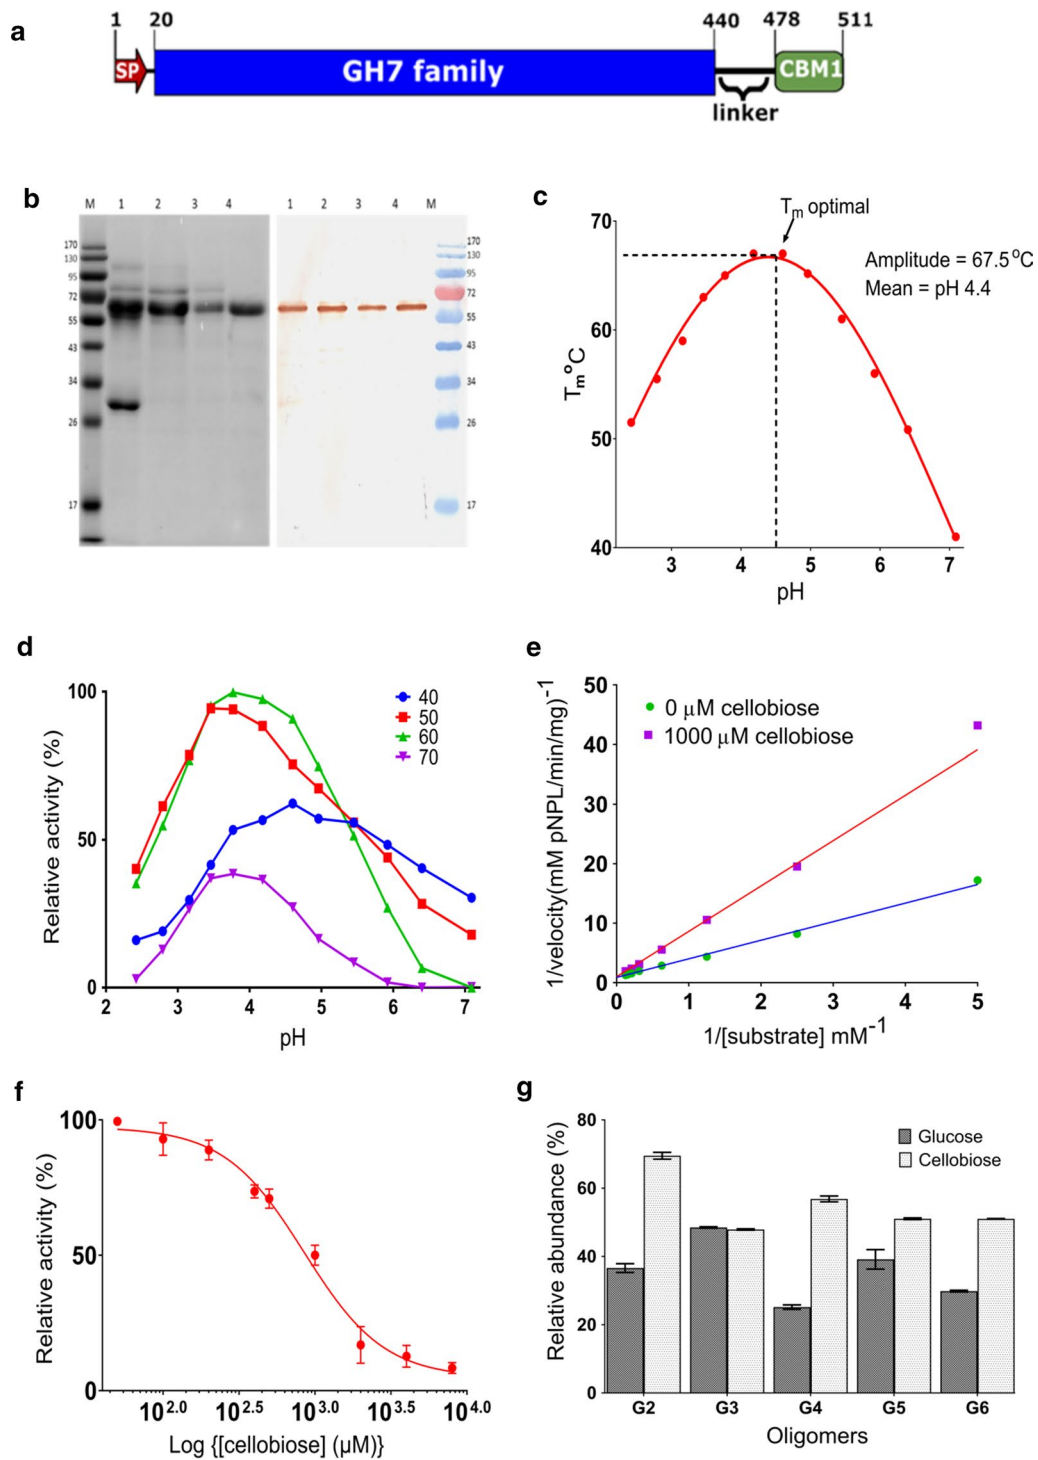 a
1 20 440 478 511
SP GH7 family CBM1
linker
b
M 1 2 3 4 1 2 3 4 M
170 170
130 130
95 95
72 72
55 55
43 43
34 34
26 26
17 17
c
Tm optimal
Amplitude = 67.5°C
Mean = pH 4.4
70
60
50
40
Tm°C
3 4 5 6 7
pH
d
40
50
60
70
100
50
0
Relative activity (%)
2 3 4 5 6 7
pH
e
0 µM cellobiose
1000 µM cellobiose
50
40
30
20
10
0
1/velocity(mM pNPL/min/mg)-1
0 1 2 3 4 5
1/[substrate] mM-1
f
100
50
0
Relative activity (%)
10^2.0 10^2.5 10^3.0 10^3.5 10^4.0
Log {[cellobiose] (µM)}
g
Glucose
Cellobiose
80
60
40
20
0
Relative abundance (%)
G2 G3 G4 G5 G6
Oligomers